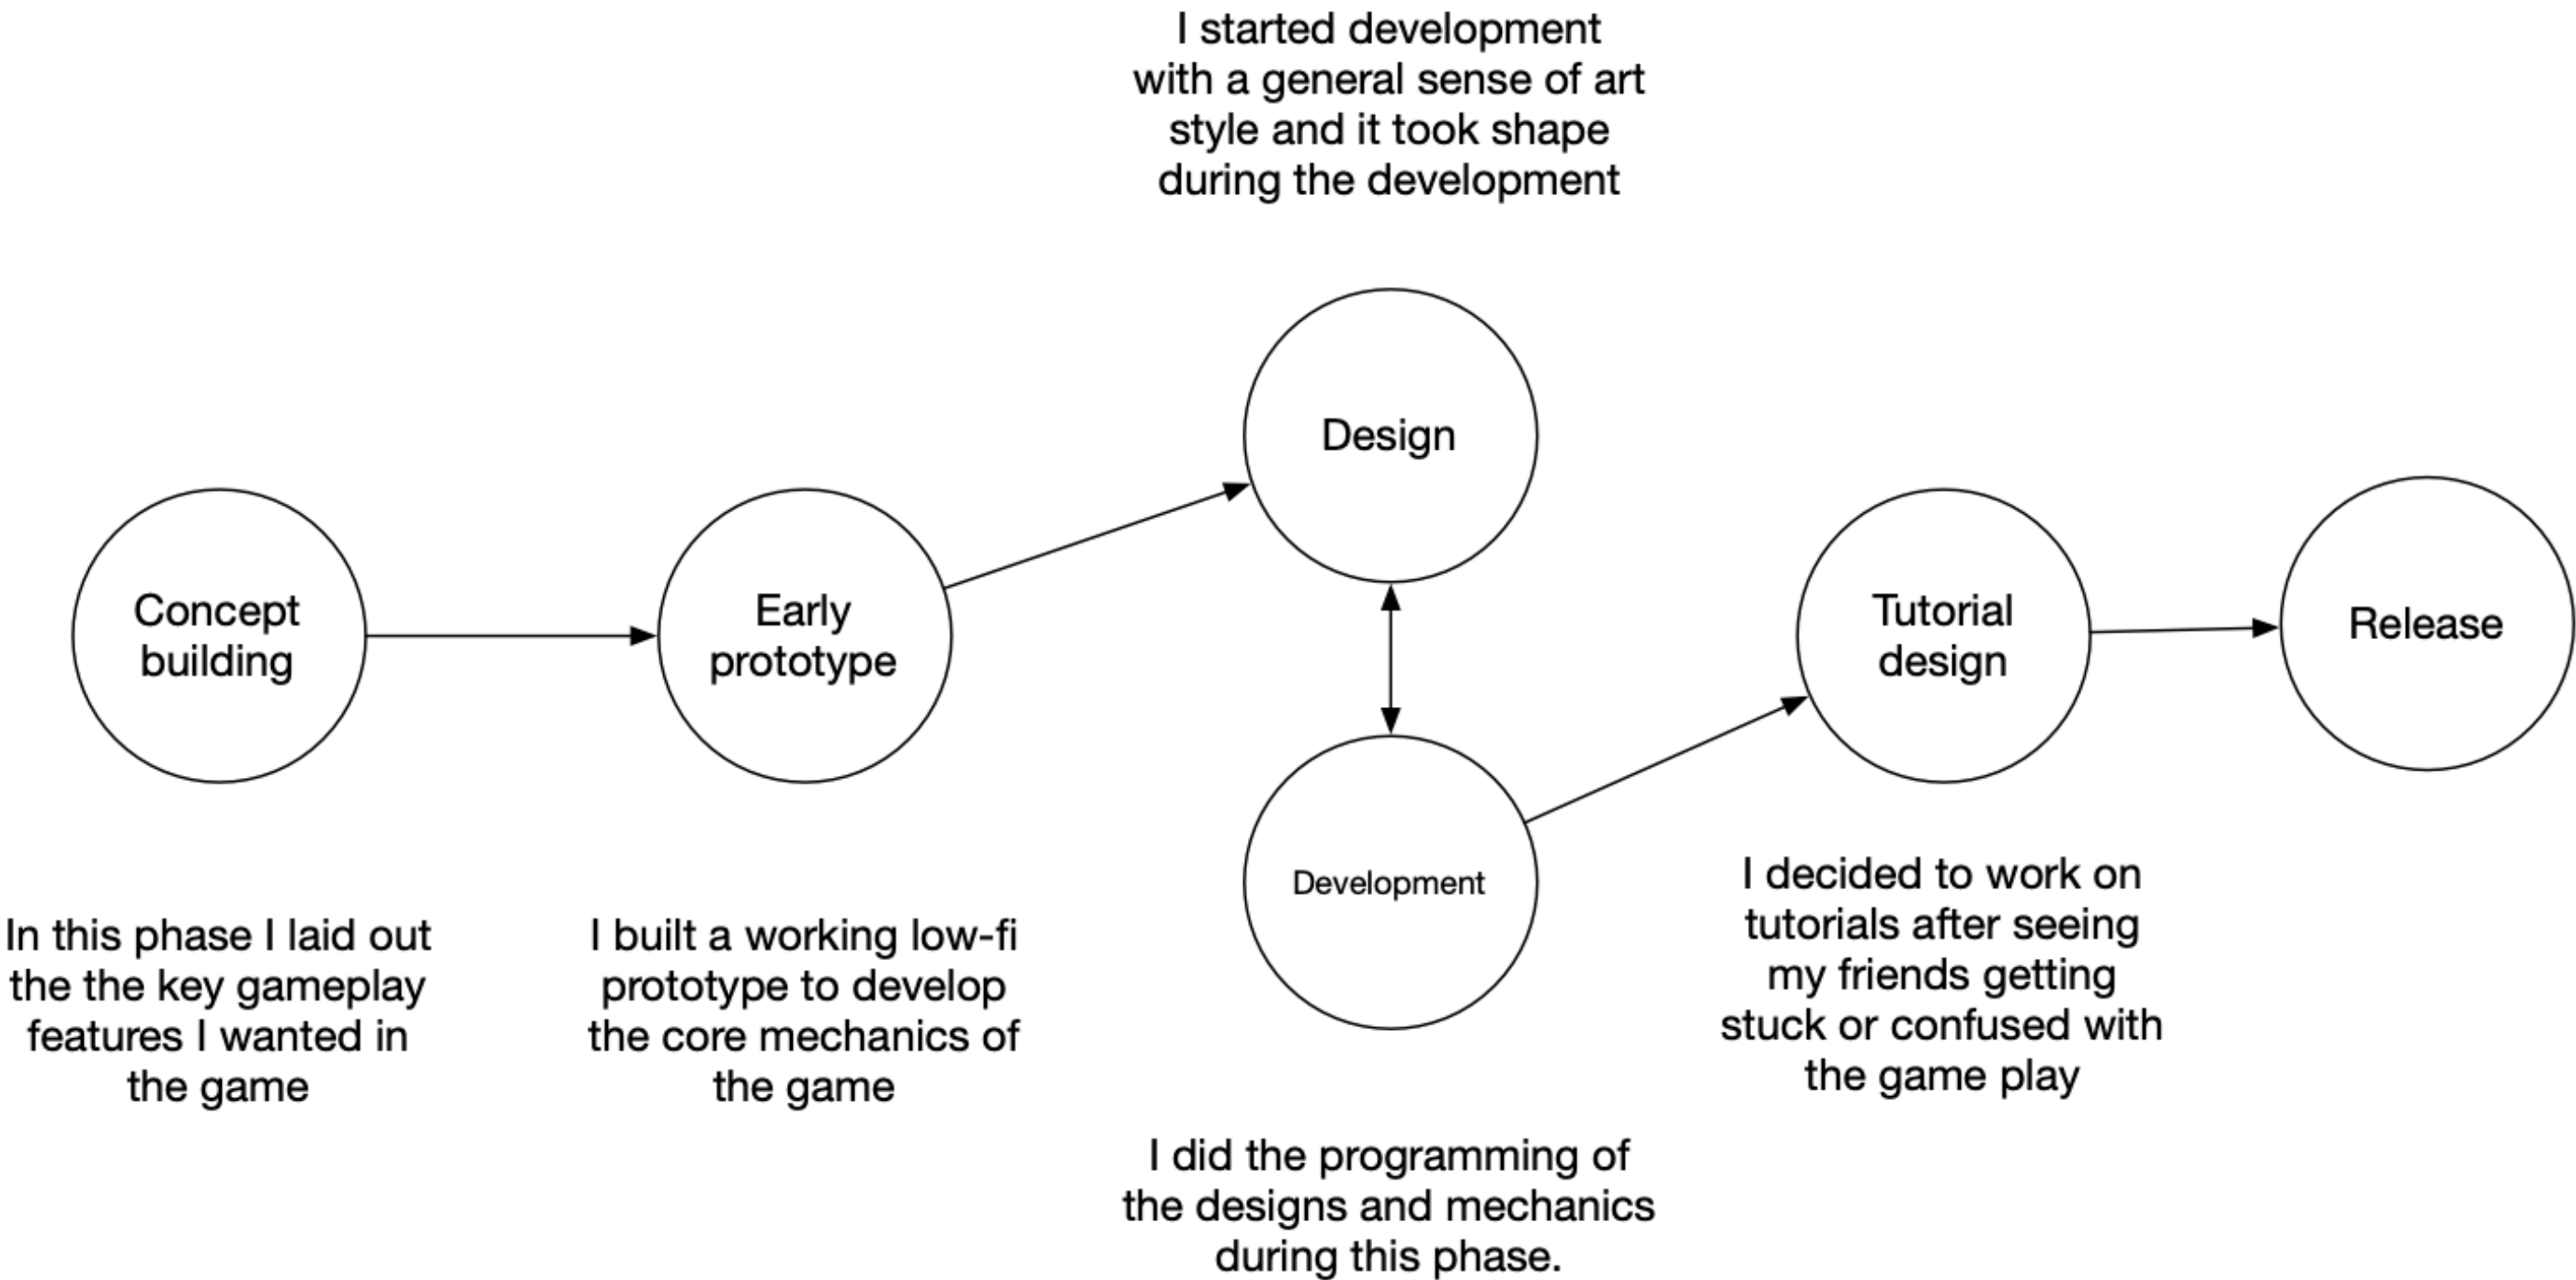 I started development
with a general sense of art
style and it took shape
during the development
Design
Concept
building
Early
prototype
Tutorial
design
Release
Development
In this phase I laid out
the the key gameplay
features I wanted in
the game
I built a working low-fi
prototype to develop
the core mechanics of
the game
I decided to work on
tutorials after seeing
my friends getting
stuck or confused with
the game play
I did the programming of
the designs and mechanics
during this phase.